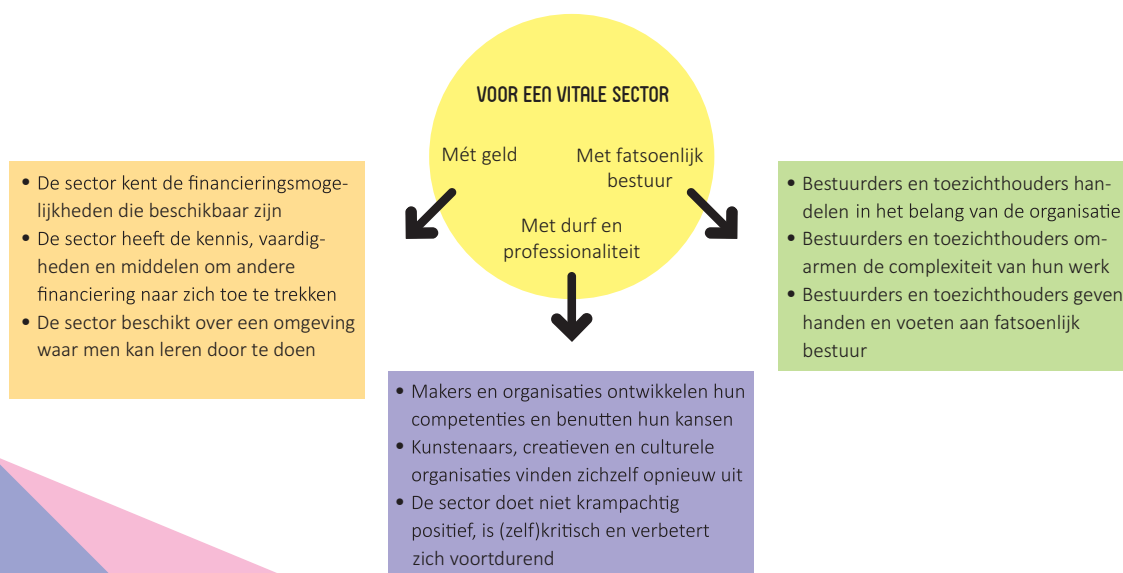 VOOR EEN VITALE SECTOR
Mét geld
Met fatsoenlijk
bestuur
Met durf en
professionaliteit
• De sector kent de financieringsmoge-
lijkheden die beschikbaar zijn
• De sector heeft de kennis, vaardig-
heden en middelen om andere
financiering naar zich toe te trekken
• De sector beschikt over een omgeving
waar men kan leren door te doen
• Makers en organisaties ontwikkelen hun
competenties en benutten hun kansen
• Kunstenaars, creatieven en culturele
organisaties vinden zichzelf opnieuw uit
• De sector doet niet krampachtig
positief, is (zelf)kritisch en verbetert
zich voortdurend
• Bestuurders en toezichthouders han-
delen in het belang van de organisatie
• Bestuurders en toezichthouders om-
armen de complexiteit van hun werk
• Bestuurders en toezichthouders geven
handen en voeten aan fatsoenlijk
bestuur